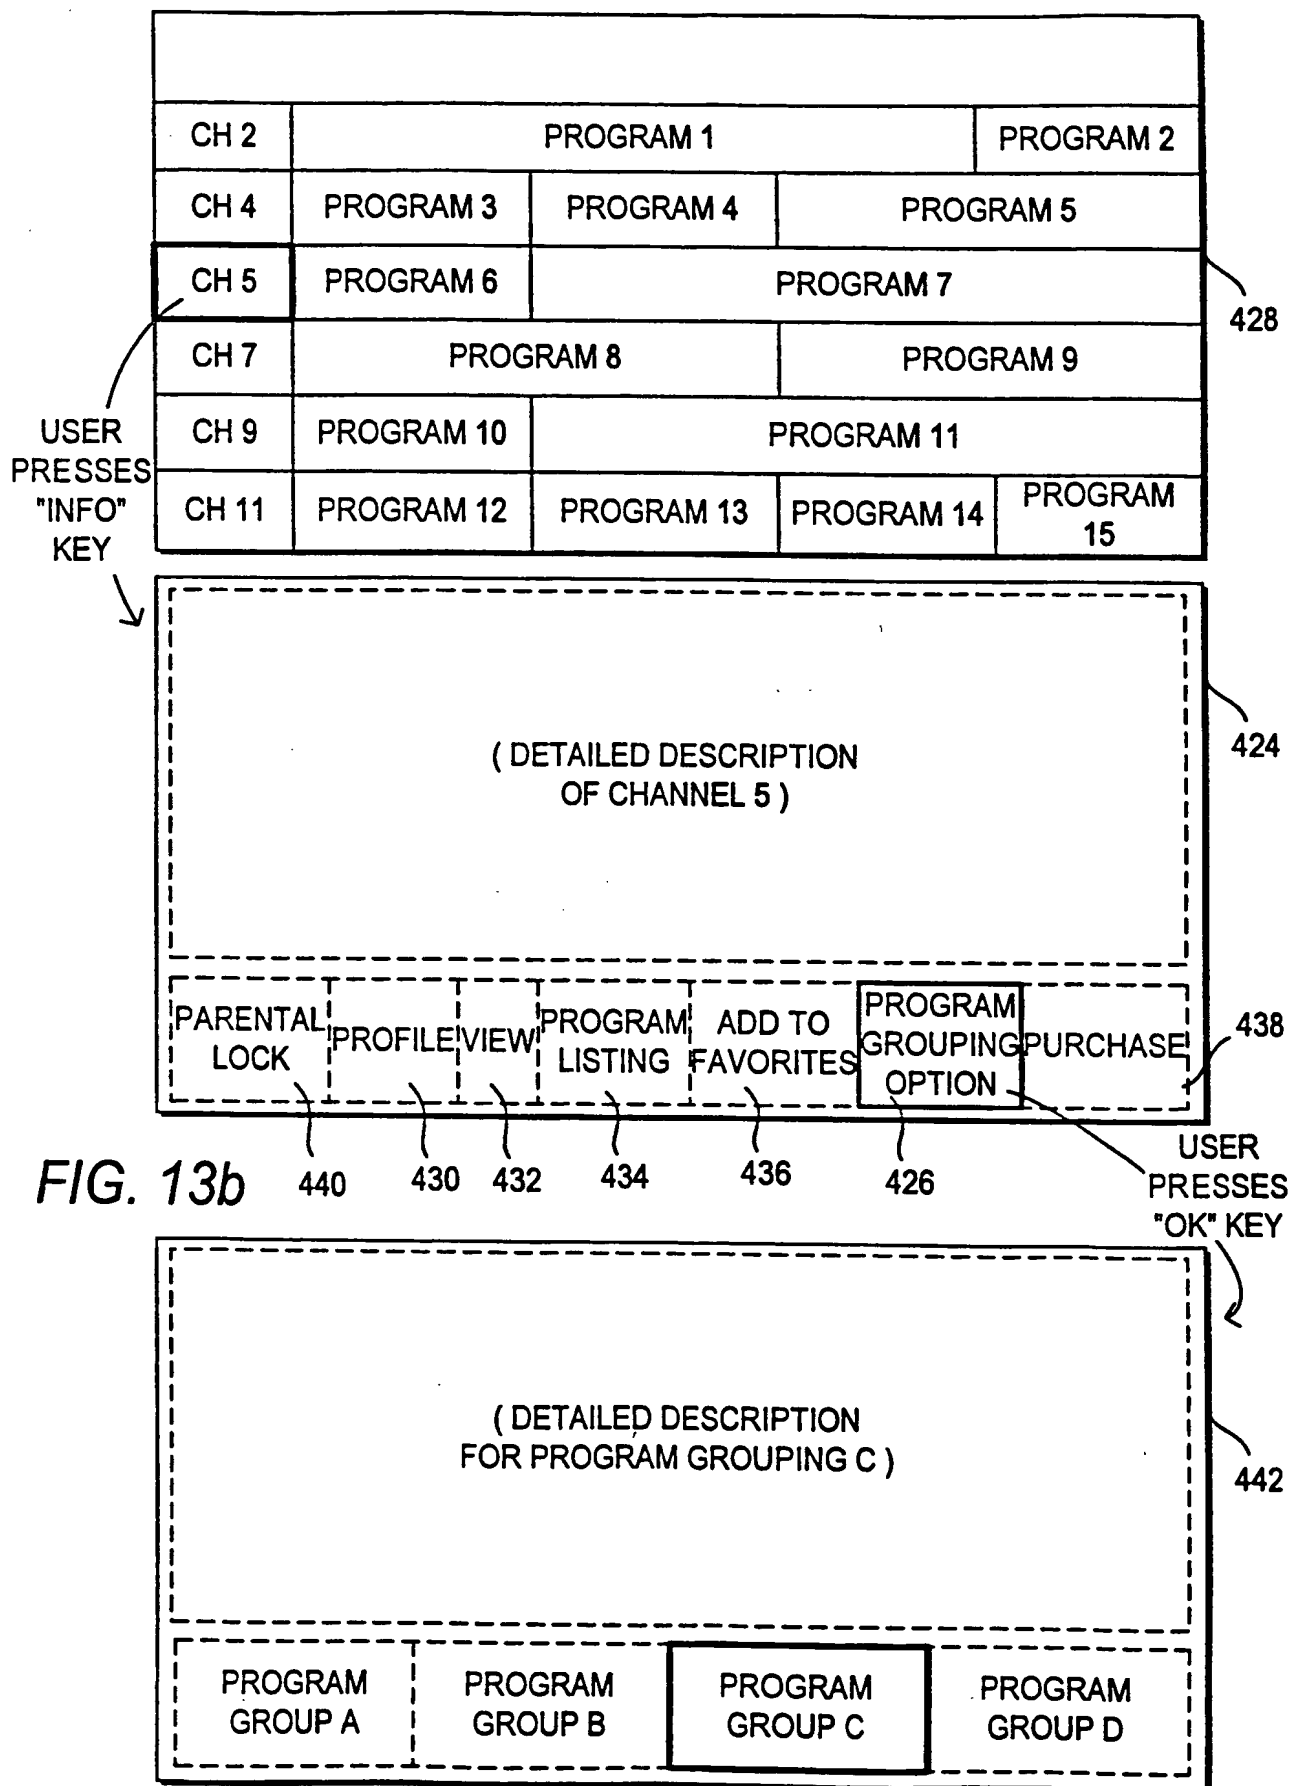 CH 2 PROGRAM 1 PROGRAM 2
CH 4 PROGRAM 3 PROGRAM 4 PROGRAM 5
CH 5 PROGRAM 6 PROGRAM 7
428
CH 7 PROGRAM 8 PROGRAM 9
CH 9 PROGRAM 10 PROGRAM 11
CH 11 PROGRAM 12 PROGRAM 13 PROGRAM 14 PROGRAM
15
USER
PRESSES
"INFO"
KEY
424
( DETAILED DESCRIPTION
OF CHANNEL 5 )
PARENTAL
LOCK
PROFILE
VIEW
PROGRAM
LISTING
ADD TO
FAVORITES
PROGRAM
GROUPING
OPTION
PURCHASE
438
440 430 432 434 436 426
USER
PRESSES
"OK" KEY
FIG. 13b
( DETAILED DESCRIPTION
FOR PROGRAM GROUPING C )
442
PROGRAM
GROUP A
PROGRAM
GROUP B
PROGRAM
GROUP C
PROGRAM
GROUP D